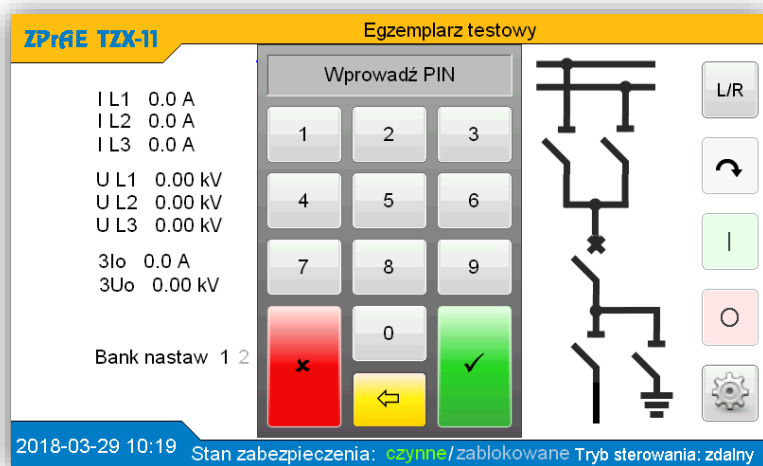 ZPrAE TZX-11
Egzemplarz testowy
I L1 0.0 A
I L2 0.0 A
I L3 0.0 A
U L1 0.00 kV
U L2 0.00 kV
U L3 0.00 kV
3Io 0.0 A
3Uo 0.00 kV
Bank nastaw 1 2
Wprowadź PIN
1 2 3
4 5 6
7 8 9
0
L/R
I
O
2018-03-29 10:19
Stan zabezpieczenia: czynne/zablokowane Tryb sterowania: zdalny